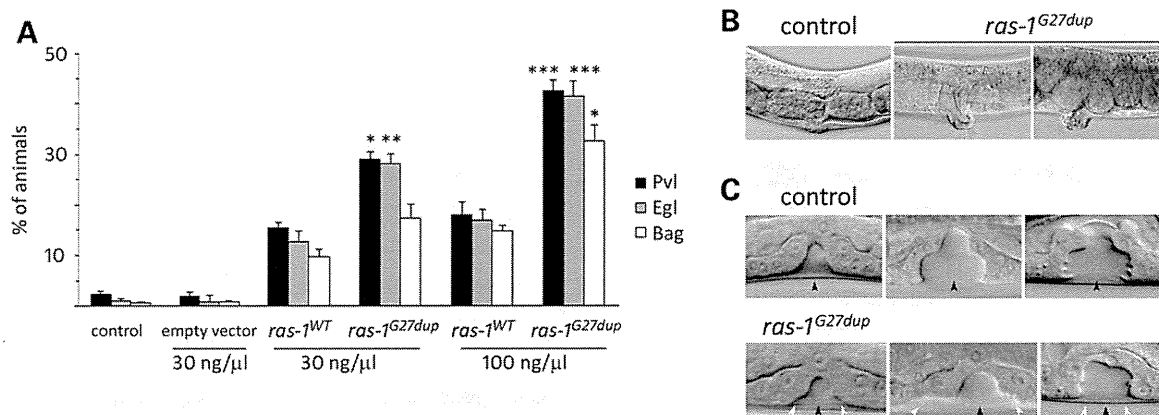 A
50
30
10
% of animals
*
**
***
***
*
Pvl
Egl
Bag
control
empty vector
ras-1WT
ras-1G27dup
ras-1WT
ras-1G27dup
30 ng/μl
30 ng/μl
100 ng/μl
B
control
ras-1G27dup
C
control
ras-1G27dup